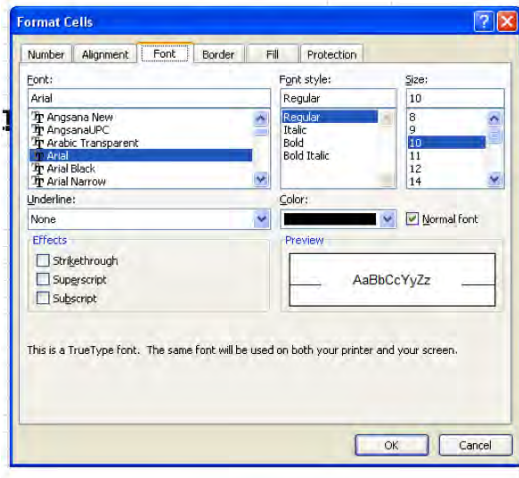 Format Cells
Number Alignment Font Border Fill Protection
Font: Font style: Size:
Arial Regular 10
Angsana New Regular 8
AngsanaUPC Italic 9
Arabic Transparent Bold 10
Arial Bold Italic 11
Arial Black 12
Arial Narrow 14
Underline: Color:
None Normal font
Effects Preview
Strikethrough
Superscript AaBbCcYyZz
Subscript
This is a TrueType font. The same font will be used on both your printer and your screen.
OK Cancel